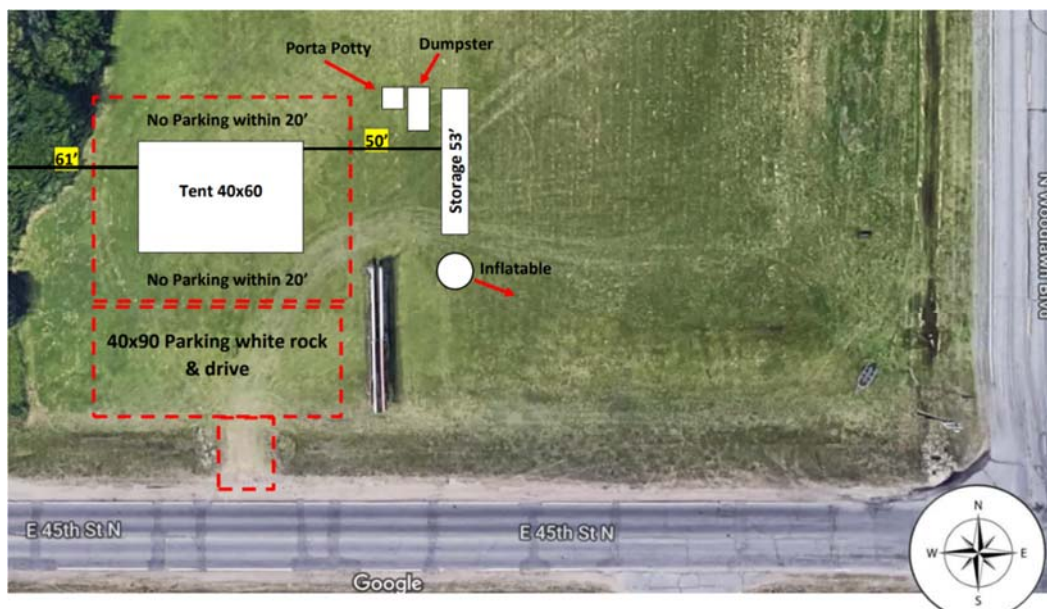 Porta Potty
Dumpster
No Parking within 20'
61'
50'
Tent 40x60
Storage 53'
No Parking within 20'
Inflatable
40x90 Parking white rock
& drive
N Woodlawn Blvd
E 45th St N
E 45th St N
Google
N
W
E
S